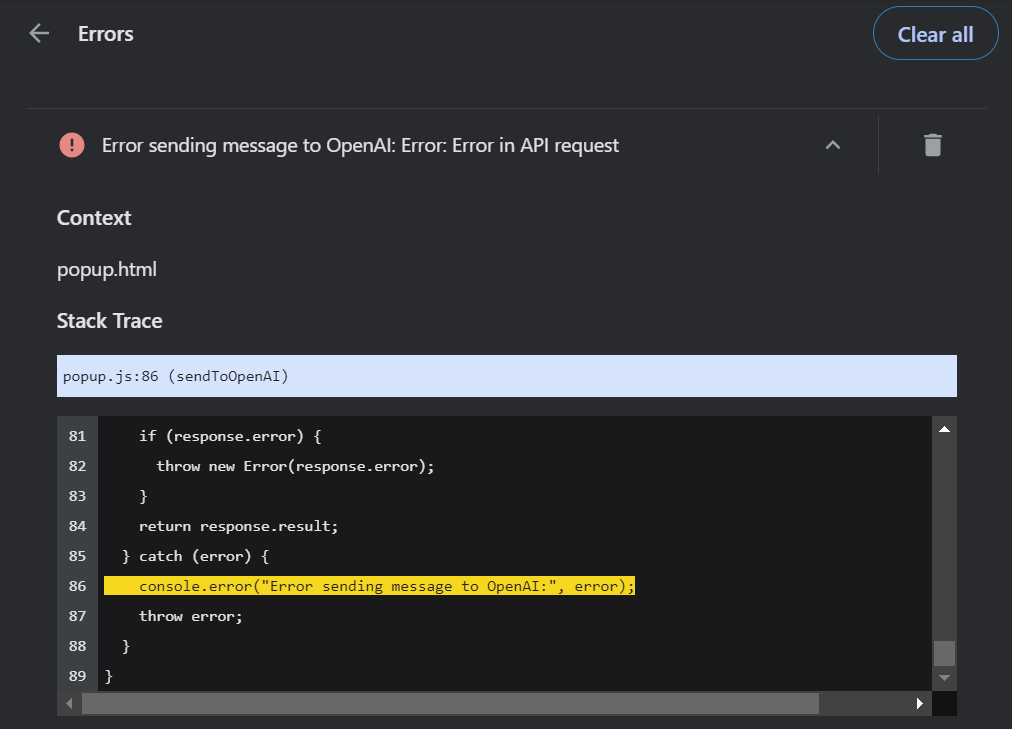 Errors
Clear all
Error sending message to OpenAI: Error: Error in API request
Context
popup.html
Stack Trace
popup.js:86 (sendToOpenAI)
81     if (response.error) {
82       throw new Error(response.error);
83     }
84     return response.result;
85   } catch (error) {
86     console.error("Error sending message to OpenAI:", error);
87     throw error;
88   }
89 }